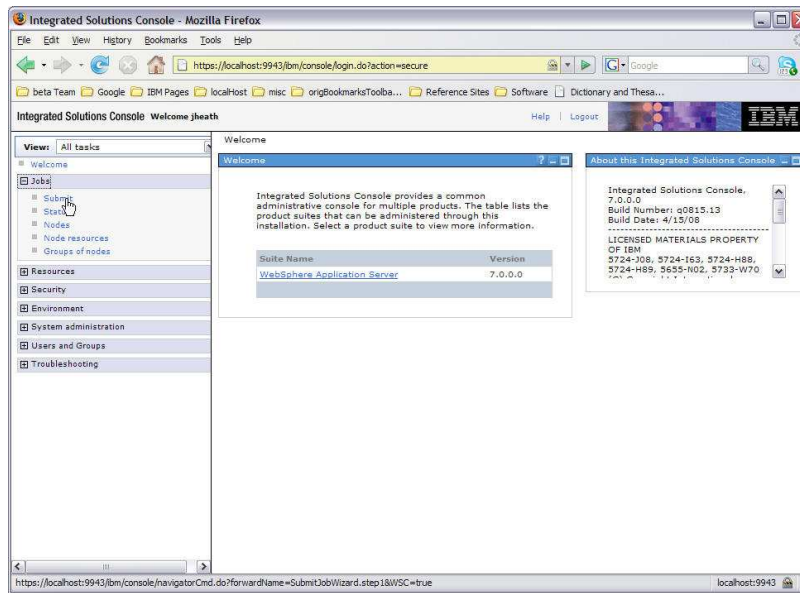 Integrated Solutions Console - Mozilla Firefox
File Edit View History Bookmarks Tools Help
https://localhost:9943/ibm/console/login.do?action=secure
G Google
beta Team Google IBM Pages localHost misc origBookmarksToolba... Reference Sites Software Dictionary and Thesa...
Integrated Solutions Console Welcome jheath
Help | Logout
IBM
View: All tasks
Welcome
Jobs
Submit
Status
Nodes
Node resources
Groups of nodes
Resources
Security
Environment
System administration
Users and Groups
Troubleshooting
Welcome
Welcome
Integrated Solutions Console provides a common
administrative console for multiple products. The table lists the
product suites that can be administered through this
installation. Select a product suite to view more information.
Suite Name Version
WebSphere Application Server 7.0.0.0
About this Integrated Solutions Console
Integrated Solutions Console,
7.0.0.0
Build Number: q0815.13
Build Date: 4/15/08
LICENSED MATERIALS PROPERTY
OF IBM
5724-J08, 5724-I63, 5724-H88,
5724-H89, 5655-N02, 5733-W70
https://localhost:9943/ibm/console/navigatorCmd.do?forwardName=SubmitJobWizard.step1&WSC=true
localhost:9943